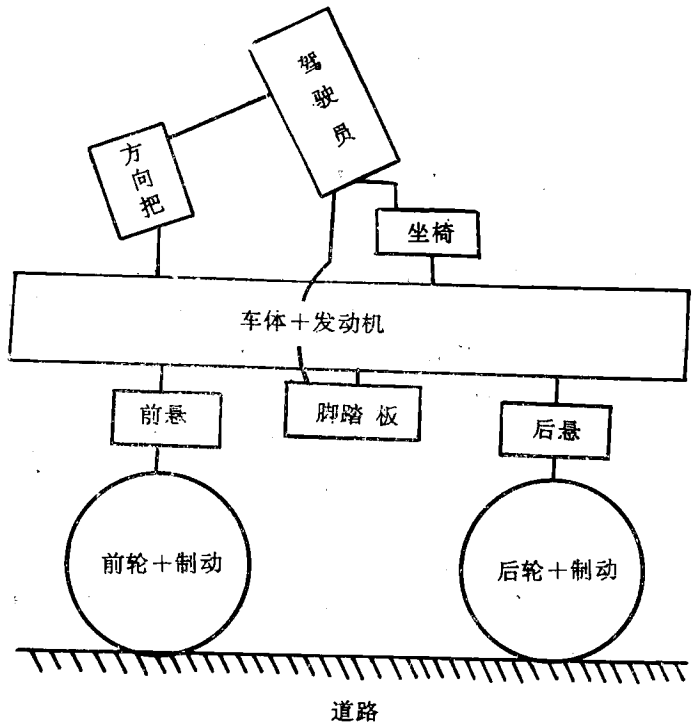 驾驶员
方向把
坐椅
车体＋发动机
前悬
脚踏板
后悬
前轮＋制动
后轮＋制动
道路